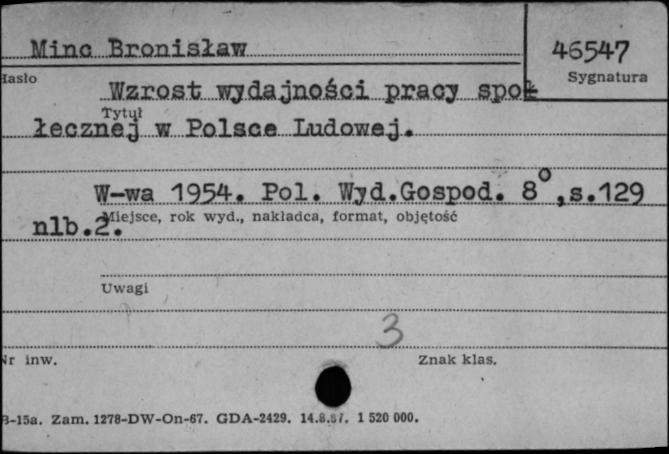 Minc Bronisław
46547
Hasło
Sygnatura
Wzrost wydajności pracy społ
Tytuł
łecznej w Polsce Ludowej.
W-wa 1954. Pol. Wyd.Gospod. 8°,s.129
Miejsce, rok wyd., nakładca, format, objętość
nlb.2.
Uwagi
3
Nr inw.
Znak klas.
B-15a. Zam. 1278-DW-On-67. GDA-2429. 14.8.67. 1 520 000.